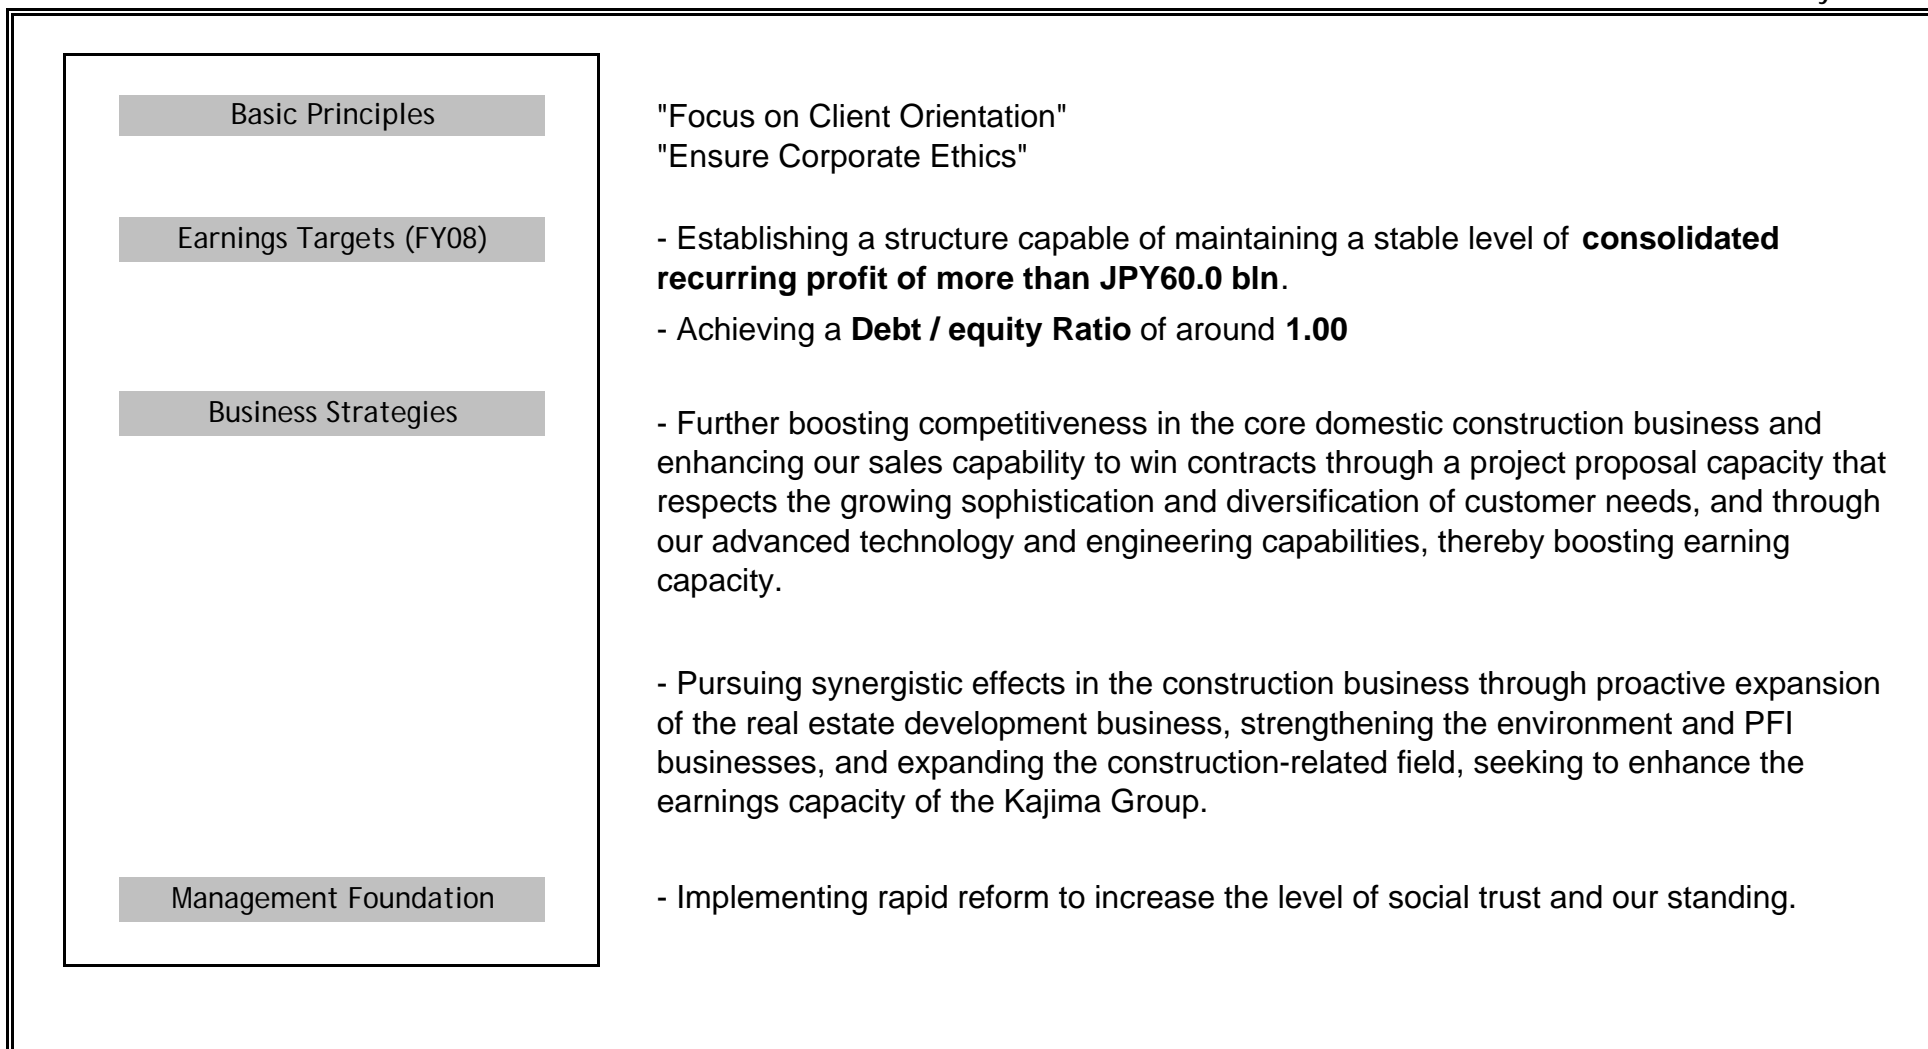 Basic Principles
"Focus on Client Orientation"
"Ensure Corporate Ethics"
Earnings Targets (FY08)
- Establishing a structure capable of maintaining a stable level of consolidated
recurring profit of more than JPY60.0 bln.
- Achieving a Debt / equity Ratio of around 1.00
Business Strategies
- Further boosting competitiveness in the core domestic construction business and
enhancing our sales capability to win contracts through a project proposal capacity that
respects the growing sophistication and diversification of customer needs, and through
our advanced technology and engineering capabilities, thereby boosting earning
capacity.
- Pursuing synergistic effects in the construction business through proactive expansion
of the real estate development business, strengthening the environment and PFI
businesses, and expanding the construction-related field, seeking to enhance the
earnings capacity of the Kajima Group.
Management Foundation
- Implementing rapid reform to increase the level of social trust and our standing.